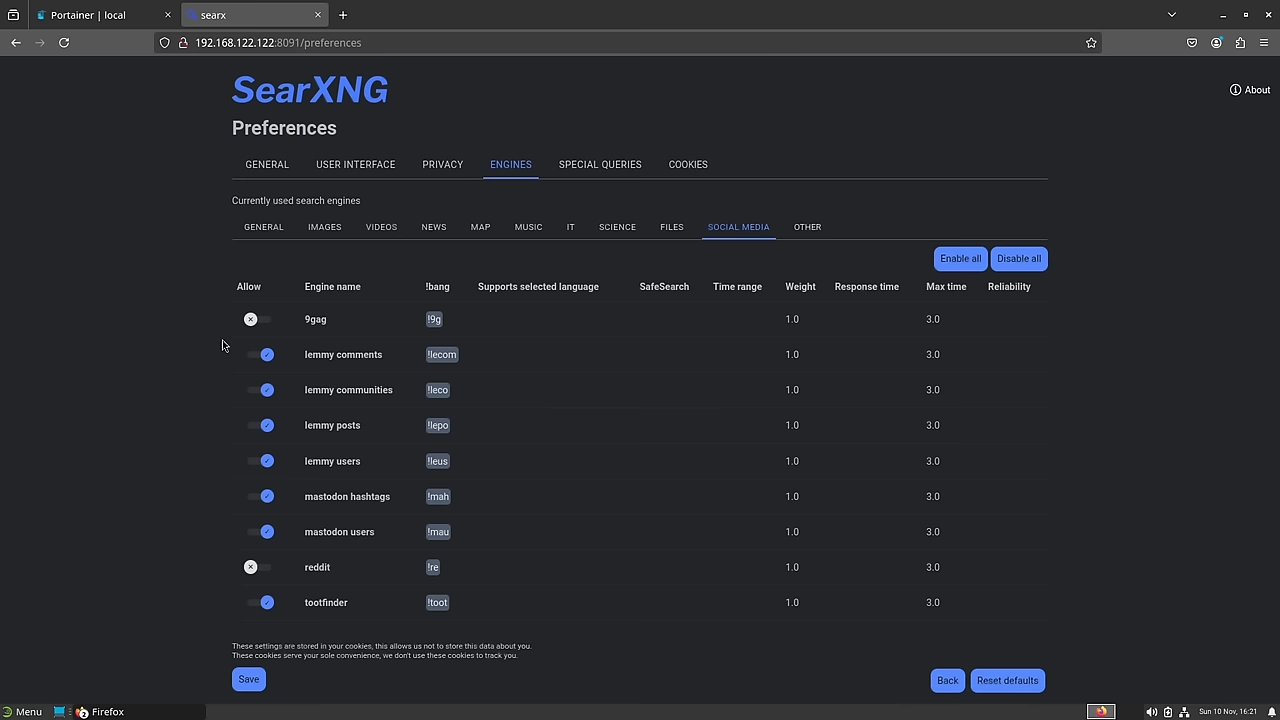 Portainer | local
searx
192.168.122.122:8091/preferences
SearXNG
About
Preferences
GENERAL USER INTERFACE PRIVACY ENGINES SPECIAL QUERIES COOKIES
Currently used search engines
GENERAL IMAGES VIDEOS NEWS MAP MUSIC IT SCIENCE FILES SOCIAL MEDIA OTHER
Enable all Disable all
Allow Engine name !bang Supports selected language SafeSearch Time range Weight Response time Max time Reliability
9gag !9g 1.0 3.0
lemmy comments !lecom 1.0 3.0
lemmy communities !leco 1.0 3.0
lemmy posts !lepo 1.0 3.0
lemmy users !leus 1.0 3.0
mastodon hashtags !mah 1.0 3.0
mastodon users !mau 1.0 3.0
reddit !re 1.0 3.0
tootfinder !toot 1.0 3.0
These settings are stored in your cookies, this allows us not to store this data about you.
These cookies serve your sole convenience, we don't use these cookies to track you.
Save Back Reset defaults
Menu 2 Firefox Sun 10 Nov, 16:21